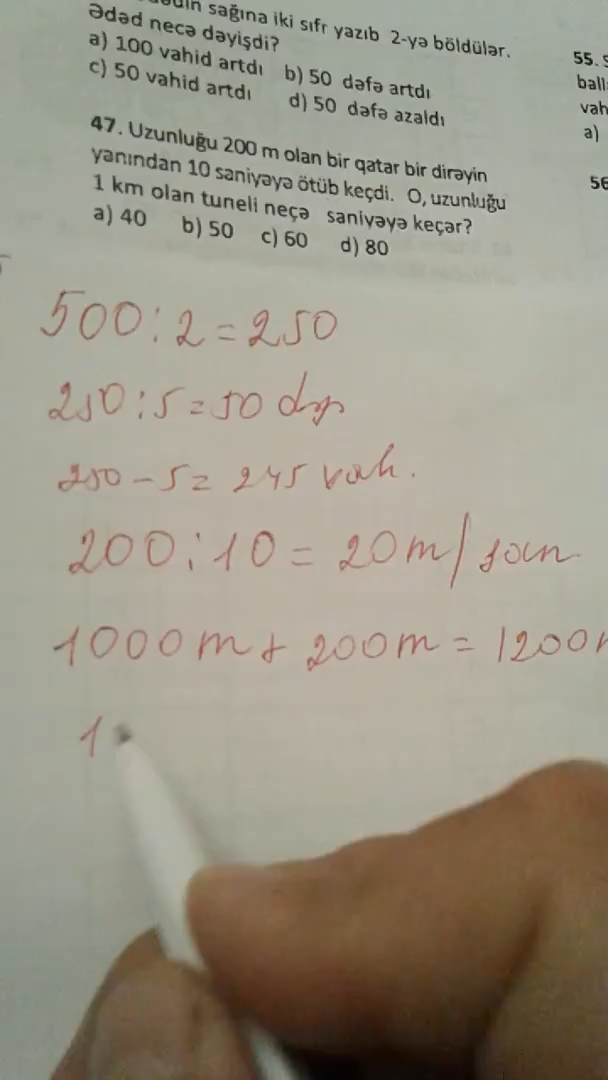 sağına iki sıfr yazıb 2-yə böldülər.
Ədəd necə dəyişdi?
a) 100 vahid artdı b) 50 dəfə artdı
c) 50 vahid artdı d) 50 dəfə azaldı
47. Uzunluğu 200 m olan bir qatar bir dirəyin
yanından 10 saniyəyə ötüb keçdi. O, uzunluğu
1 km olan tuneli neçə saniyəyə keçər?
a) 40 b) 50 c) 60 d) 80
55.
ball
vah
a)
56
500:2=250
250:5=50
250-5=245 vah.
200:10=20m/san
1000m+200m=1200
1